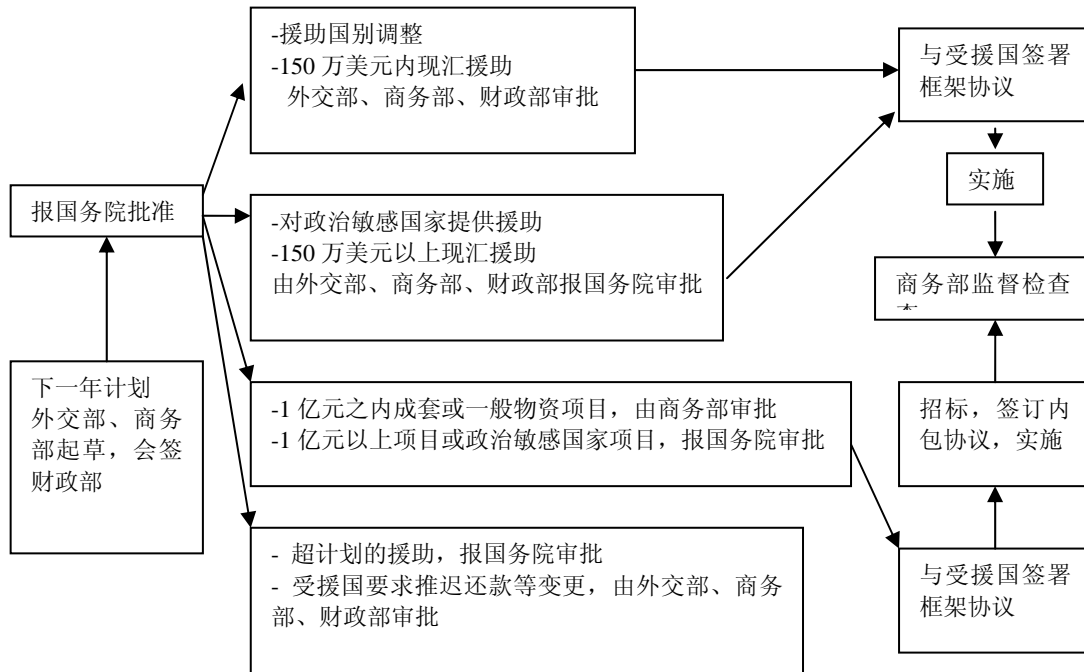 -援助国别调整
-150 万美元内现汇援助
外交部、商务部、财政部审批
与受援国签署
框架协议
实施
报国务院批准
-对政治敏感国家提供援助
-150 万美元以上现汇援助
由外交部、商务部、财政部报国务院审批
商务部监督检查
下一年计划
外交部、商务
部起草，会签
财政部
-1 亿元之内成套或一般物资项目，由商务部审批
-1 亿元以上项目或政治敏感国家项目，报国务院审批
招标，签订内
包协议，实施
- 超计划的援助，报国务院审批
- 受援国要求推迟还款等变更，由外交部、商务
部、财政部审批
与受援国签署
框架协议